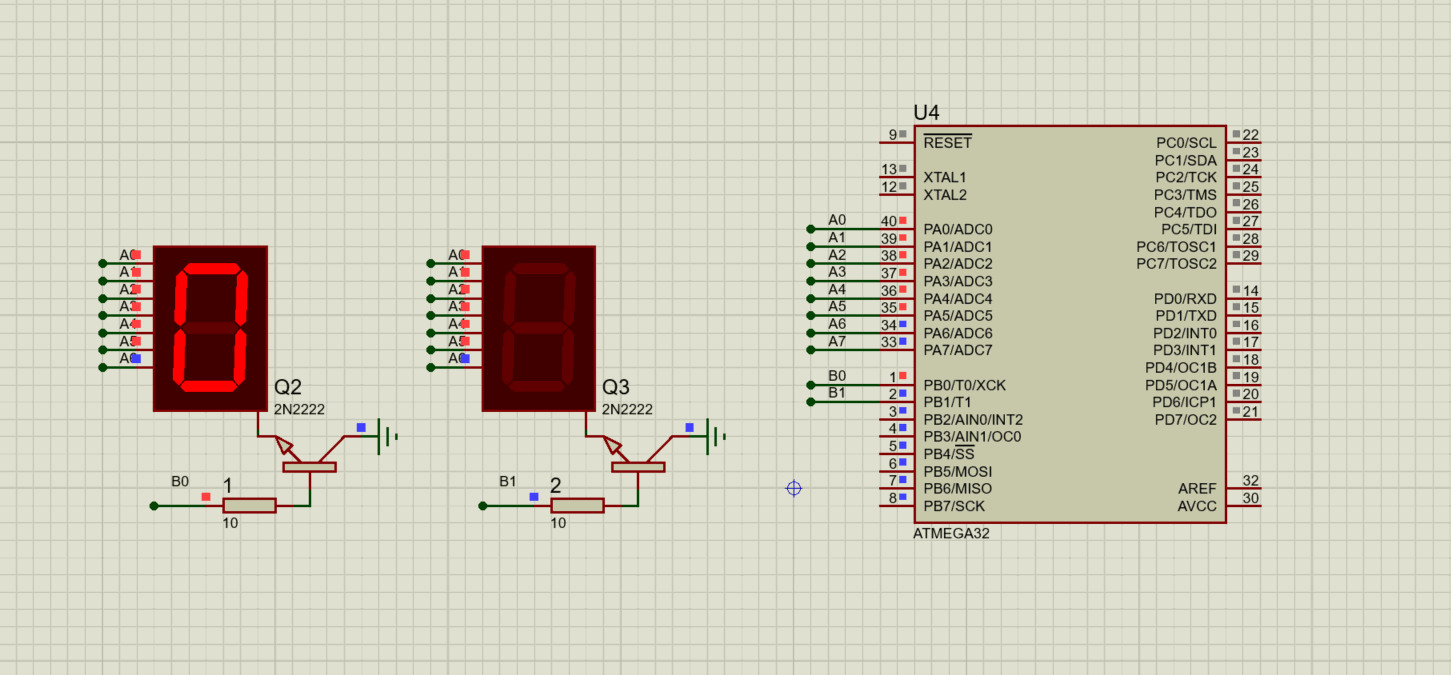 A0
A1
A2
A3
A4
A5
A6
Q2
2N2222
B0
1
10
A0
A1
A2
A3
A4
A5
A6
Q3
2N2222
B1
2
10
U4
9 RESET
13 XTAL1
12 XTAL2
A0 40 PA0/ADC0
A1 39 PA1/ADC1
A2 38 PA2/ADC2
A3 37 PA3/ADC3
A4 36 PA4/ADC4
A5 35 PA5/ADC5
A6 34 PA6/ADC6
A7 33 PA7/ADC7
B0 1 PB0/T0/XCK
B1 2 PB1/T1
3 PB2/AIN0/INT2
4 PB3/AIN1/OC0
5 PB4/SS
6 PB5/MOSI
7 PB6/MISO
8 PB7/SCK
PC0/SCL 22
PC1/SDA 23
PC2/TCK 24
PC3/TMS 25
PC4/TDO 26
PC5/TDI 27
PC6/TOSC1 28
PC7/TOSC2 29
PD0/RXD 14
PD1/TXD 15
PD2/INT0 16
PD3/INT1 17
PD4/OC1B 18
PD5/OC1A 19
PD6/ICP1 20
PD7/OC2 21
AREF 32
AVCC 30
ATMEGA32